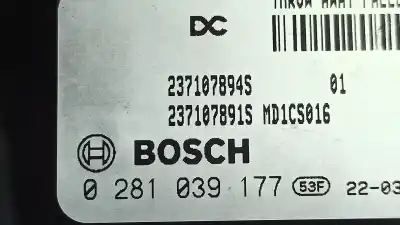 DC
237107894S 01
237107891S MD1CS016
BOSCH
0 281 039 177 53F 22-03